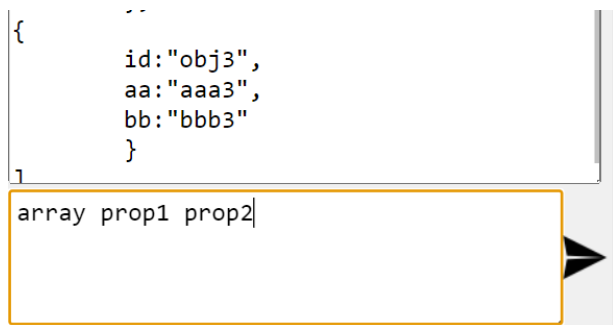 {
id:"obj3",
aa:"aaa3",
bb:"bbb3"
}
]
array prop1 prop2